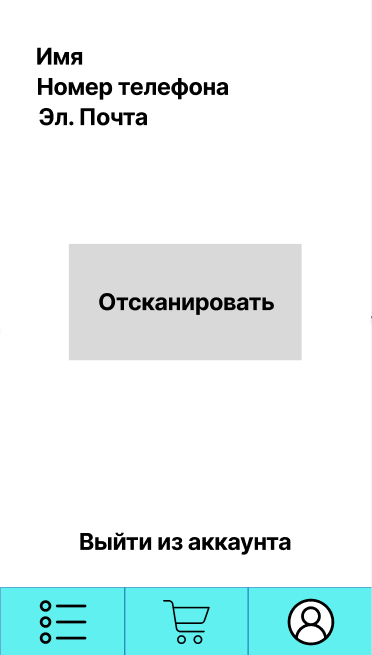 Имя
Номер телефона
Эл. Почта
Отсканировать
Выйти из аккаунта